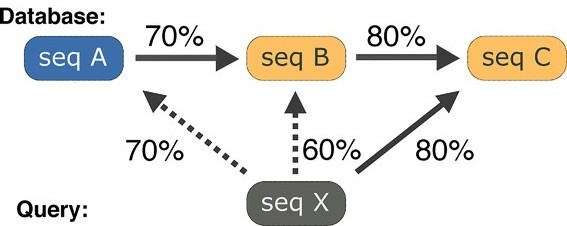 Database:
70%
80%
seq A
seq B
seq C
70%
60%
80%
seq X
Query: